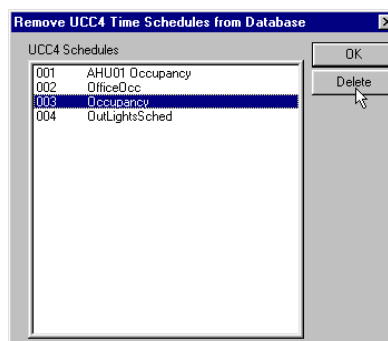 Remove UCC4 Time Schedules from Database
UCC4 Schedules
OK
Delete
001 AHU01 Occupancy
002 OfficeOcc
003 Occupancy
004 OutLightsSched